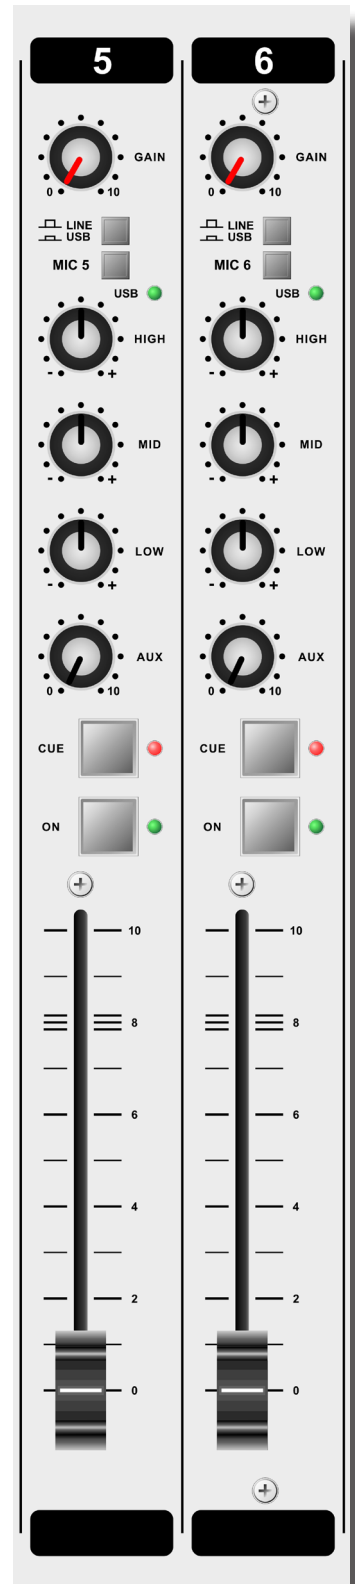 5
GAIN
0 10
LINE
USB
MIC 5
USB
HIGH
- +
MID
- +
LOW
- +
AUX
0 10
CUE
ON
10
8
6
4
2
0
6
GAIN
0 10
LINE
USB
MIC 6
USB
HIGH
- +
MID
- +
LOW
- +
AUX
0 10
CUE
ON
10
8
6
4
2
0